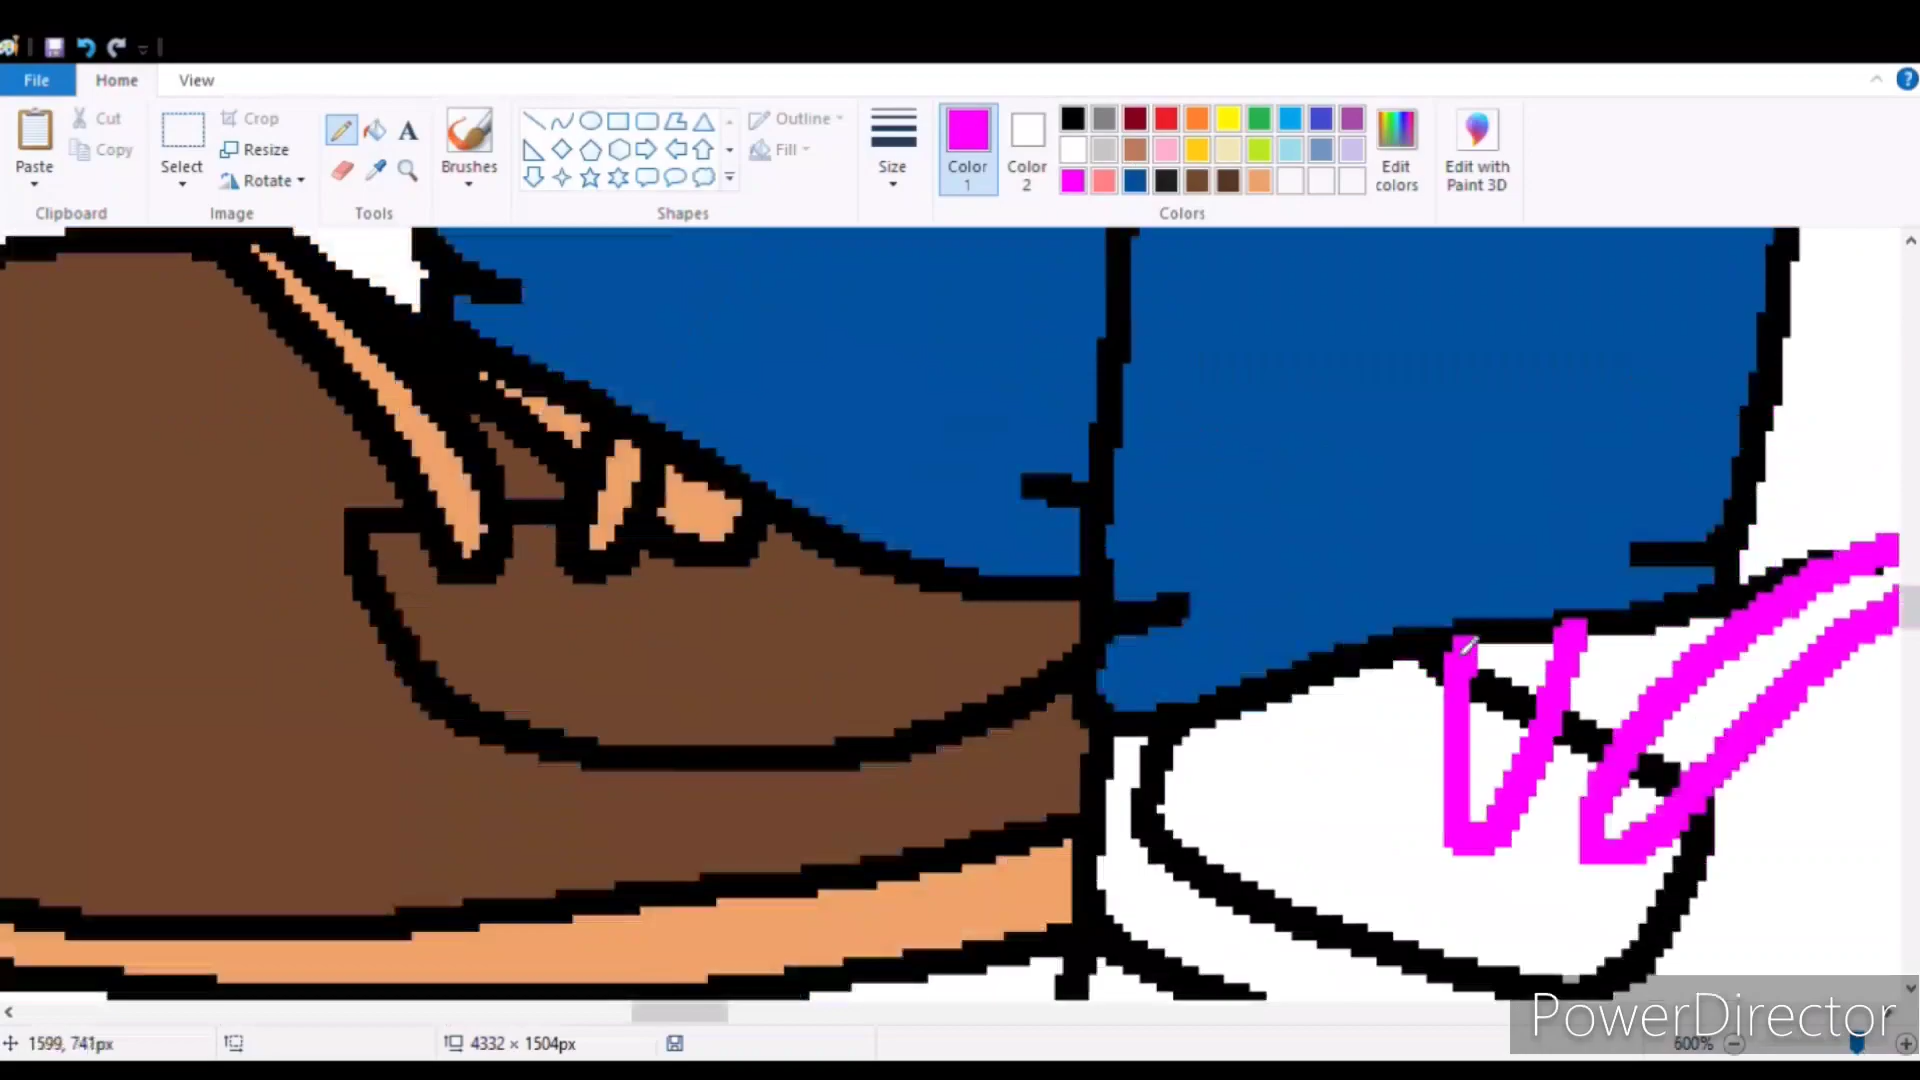 File Home View
Paste
Cut
Copy
Clipboard
Select
Crop
Resize
Rotate
Image
A
Tools
Brushes
Shapes
Outline
Fill
Size
Color
1
Color
2
Edit
colors
Colors
Edit with
Paint 3D
?
1599, 741px
4332 × 1504px
600%
PowerDirector